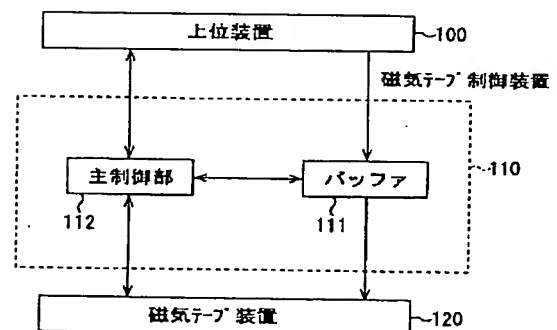 上位装置
100
磁気テープ制御装置
主制御部
バッファ
110
112
111
磁気テープ装置
120